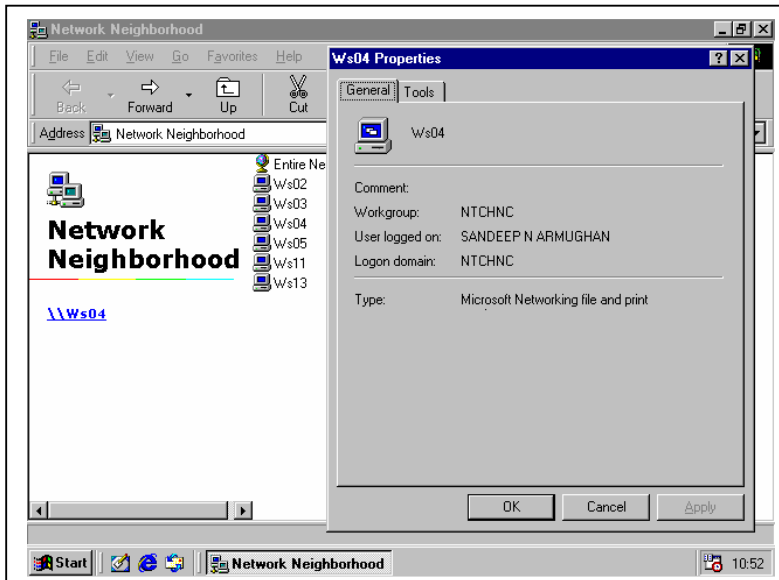 Network Neighborhood
File Edit View Go Favorites Help
Back Forward Up Cut
Address Network Neighborhood
Network
Neighborhood
\\Ws04
Entire Ne
Ws02
Ws03
Ws04
Ws05
Ws11
Ws13
Ws04 Properties
General Tools
Ws04
Comment:
Workgroup: NTCHNC
User logged on: SANDEEP N ARMUGHAN
Logon domain: NTCHNC
Type: Microsoft Networking file and print
OK Cancel Apply
Start Network Neighborhood 10:52